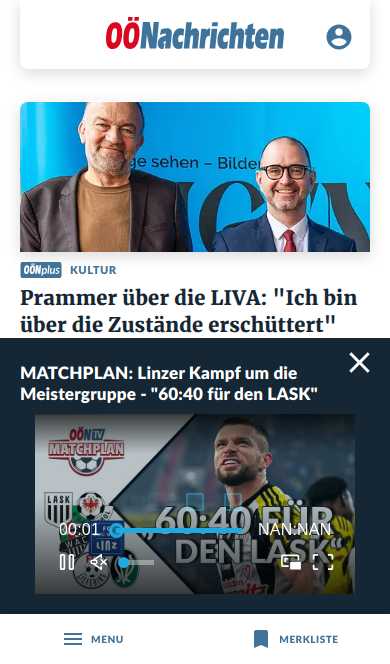 OÖNachrichten
ge sehen – Bilde
OÖNplus KULTUR
Prammer über die LIVA: "Ich bin
über die Zustände erschüttert"
MATCHPLAN: Linzer Kampf um die
Meistergruppe - "60:40 für den LASK"
OÖN TV
MATCHPLAN
LASK
„60:40 FÜR
DEN LASK“
LINZ
00:01
NAN:NAN
MENU
MERKLISTE